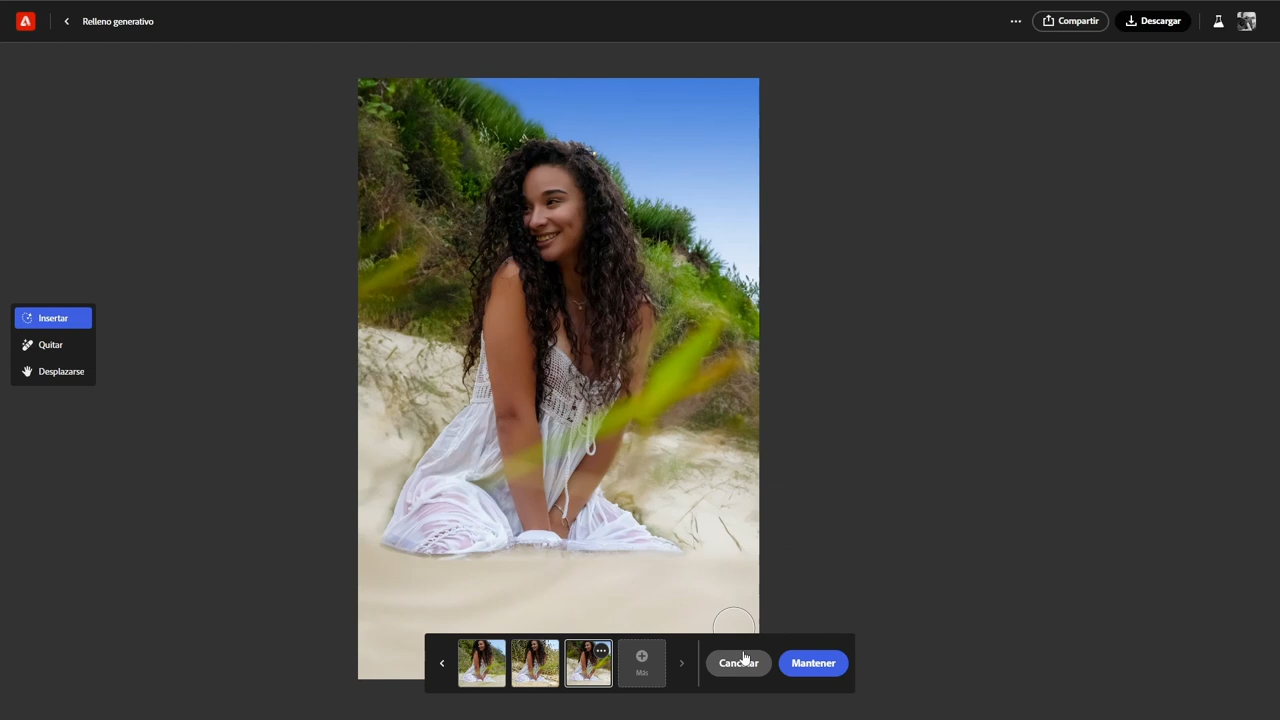 Relleno generativo
Compartir
Descargar
Insertar
Quitar
Desplazarse
Más
Cancelar
Mantener